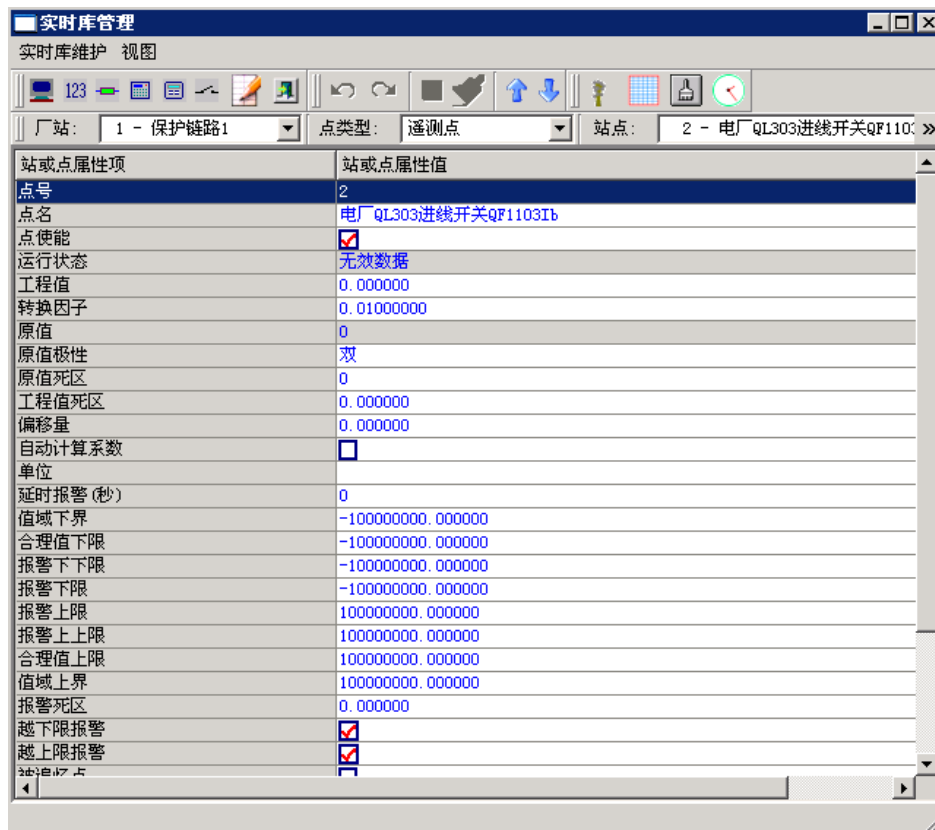 实时库管理
实时库维护 视图
123
厂站: 1 - 保护链路1 点类型: 遥测点 站点: 2 - 电厂QL303进线开关QF1103
站或点属性项 站或点属性值
点号 2
点名 电厂QL303进线开关QF1103Ib
点使能
运行状态 无效数据
工程值 0.000000
转换因子 0.01000000
原值 0
原值极性 双
原值死区 0
工程值死区 0.000000
偏移量 0.000000
自动计算系数
单位
延时报警(秒) 0
值域下界 -100000000.000000
合理值下限 -100000000.000000
报警下下限 -100000000.000000
报警下限 -100000000.000000
报警上限 100000000.000000
报警上上限 100000000.000000
合理值上限 100000000.000000
值域上界 100000000.000000
报警死区 0.000000
越下限报警
越上限报警
被追忆点